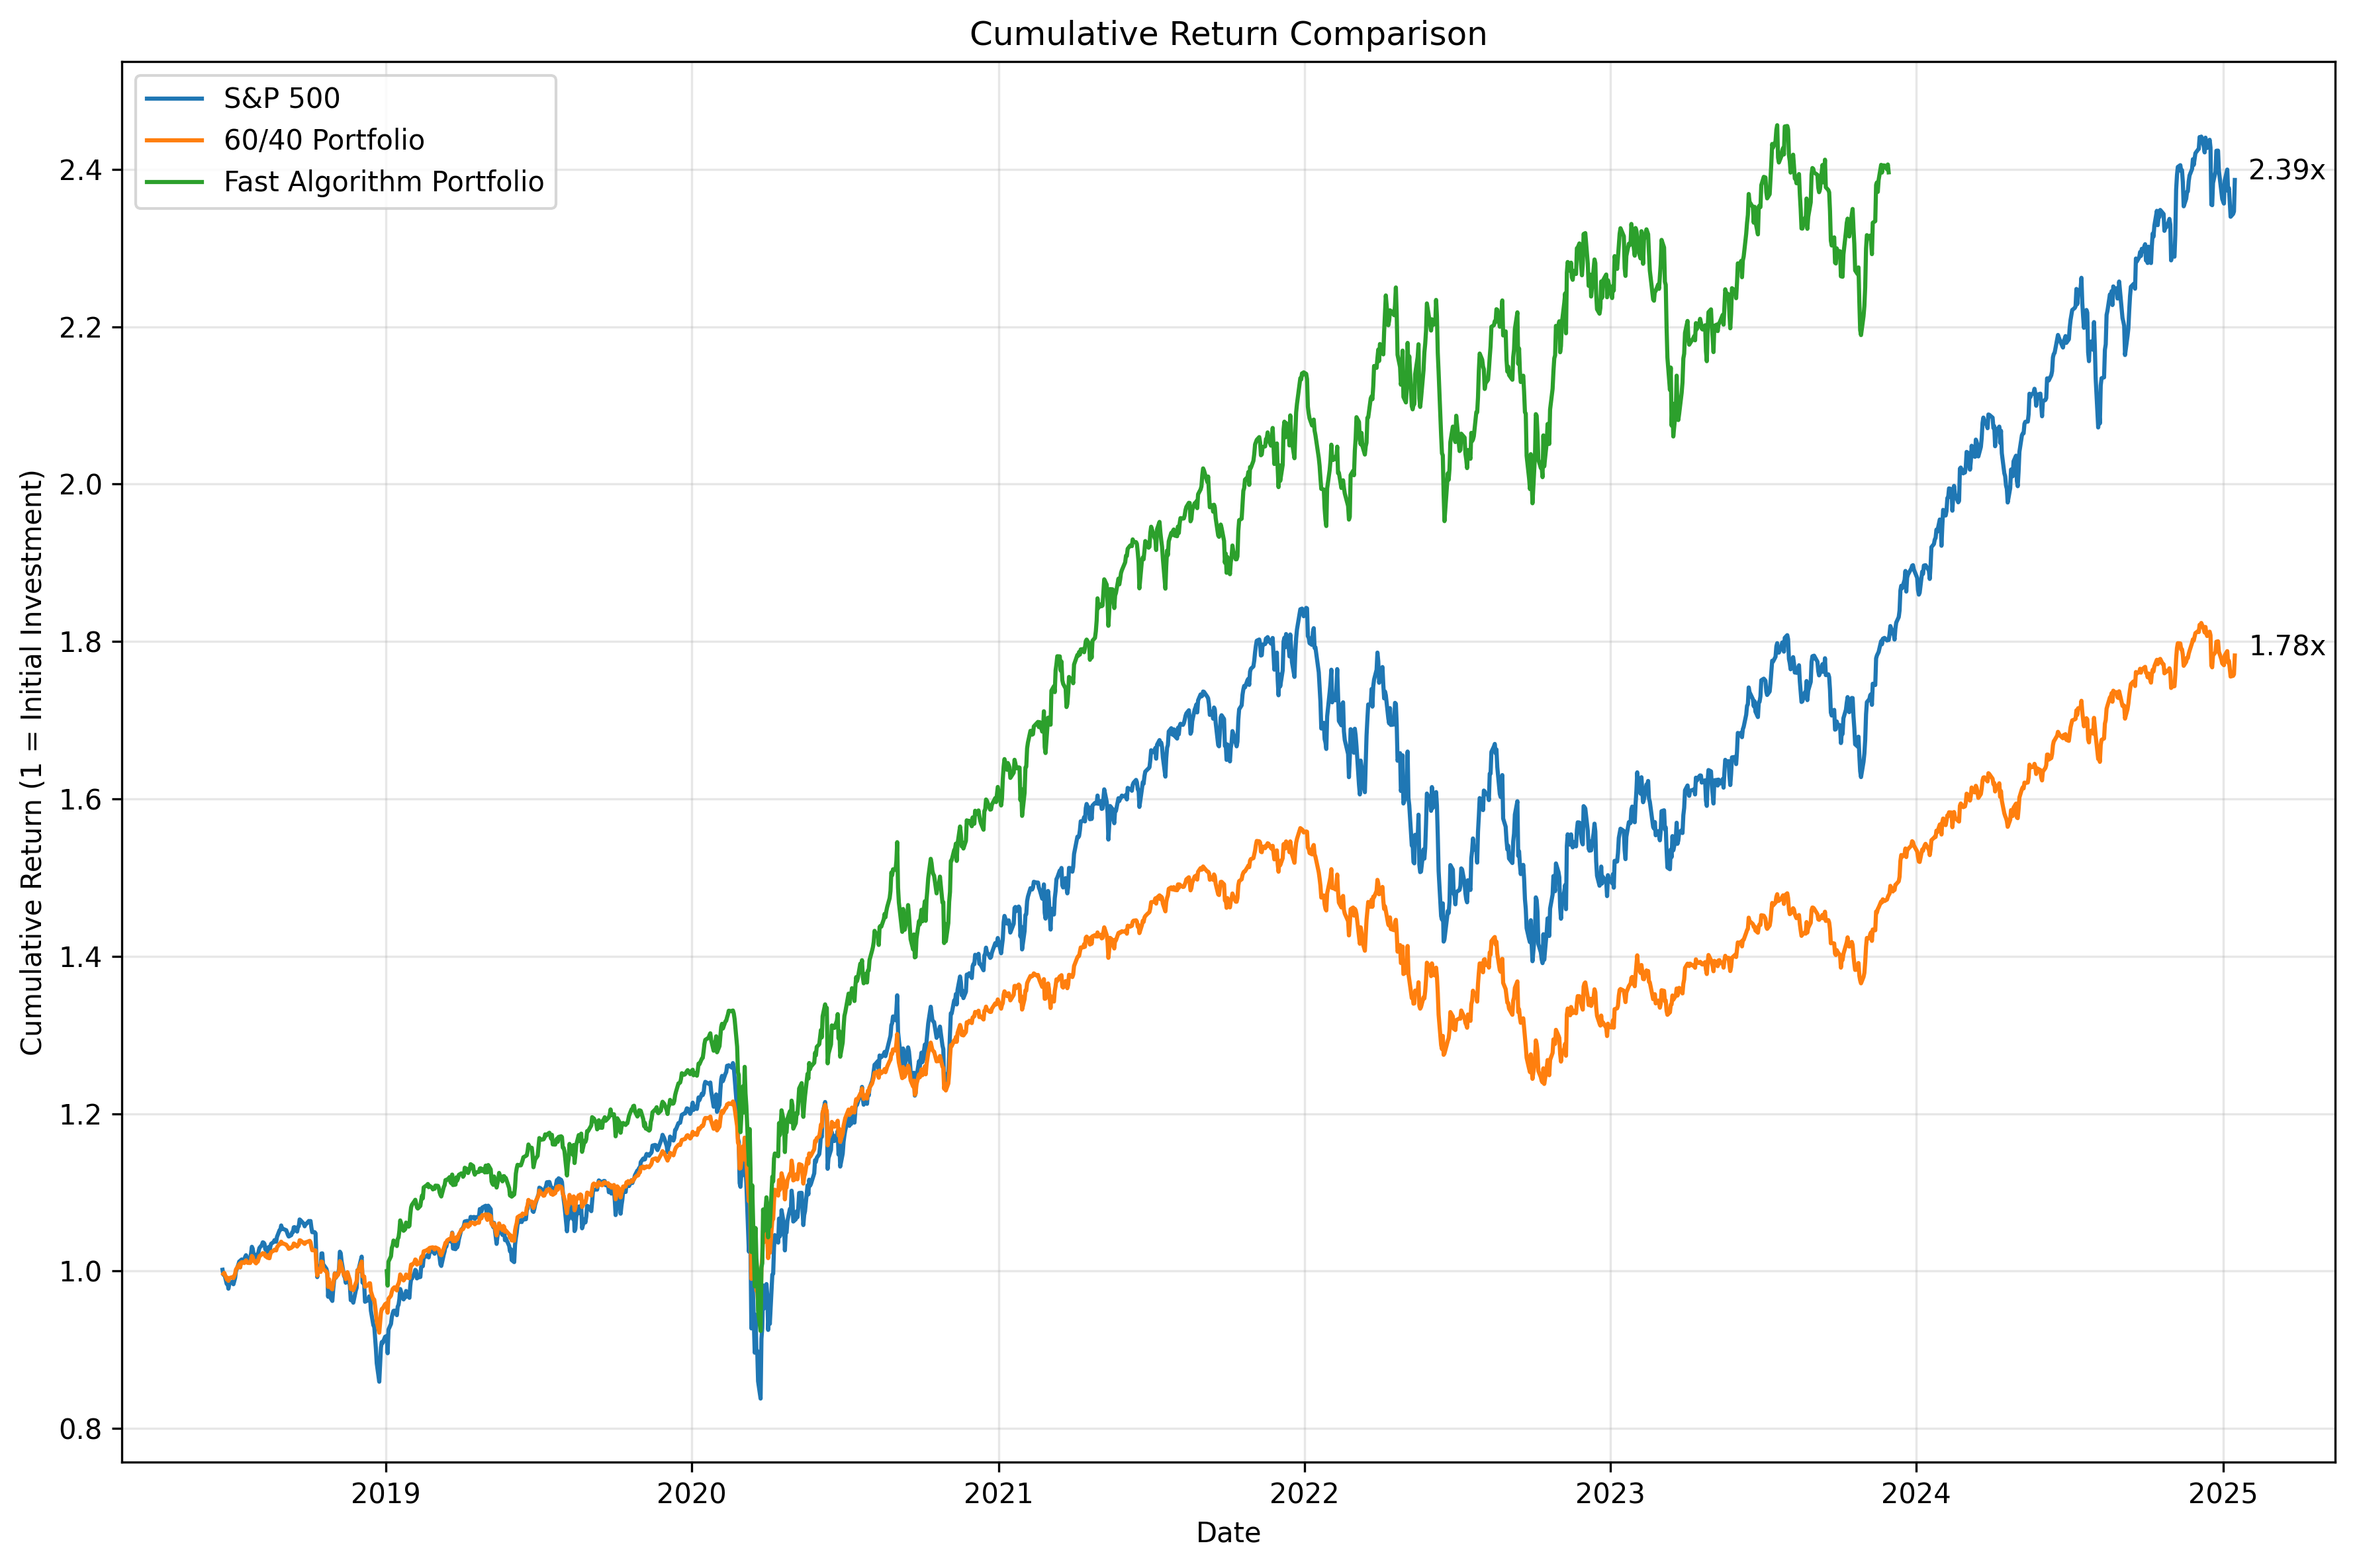 Cumulative Return Comparison
S&P 500
60/40 Portfolio
Fast Algorithm Portfolio
Cumulative Return (1 = Initial Investment)
2.4
2.2
2.0
1.8
1.6
1.4
1.2
1.0
0.8
2.39x
1.78x
2019
2020
2021
2022
2023
2024
2025
Date